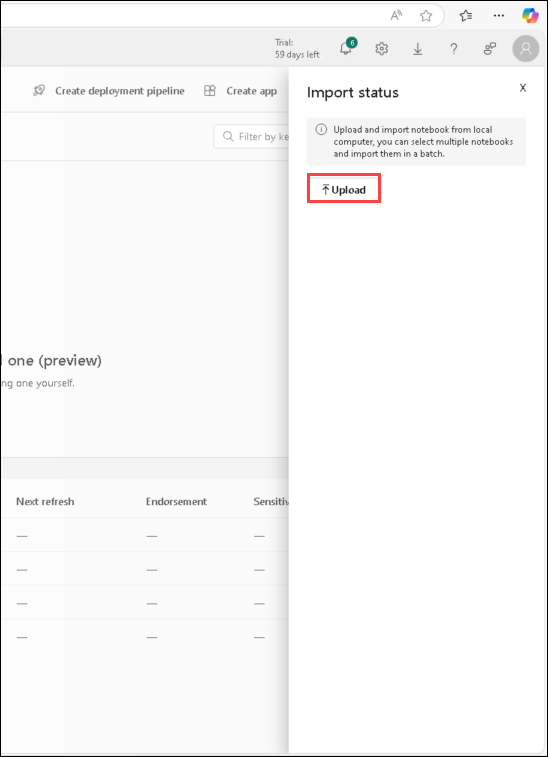 Trial:
59 days left
6
Create deployment pipeline
Create app
Import status
X
Upload and import notebook from local
computer, you can select multiple notebooks
and import them in a batch.
Upload
Filter by ke
one (preview)
ng one yourself.
Next refresh
Endorsement
Sensitiv
— — —
— — —
— — —
— — —